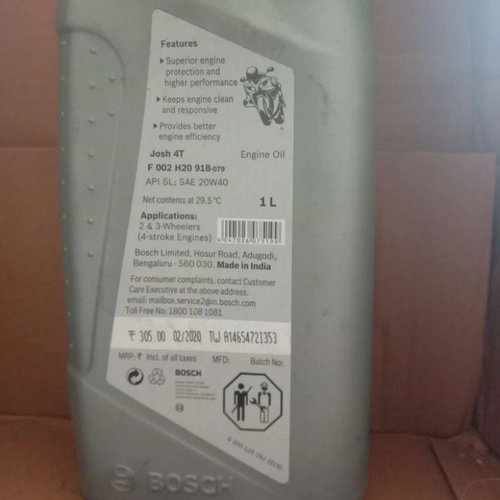 Features
▸ Superior engine
protection and
higher performance
▸ Keeps engine clean
and responsive
▸ Provides better
engine efficiency
Josh 4T Engine Oil
F 002 H20 918-079
API SL; SAE 20W40
Net contents at 29.5°C 1 L
Applications:
2 & 3-Wheelers
(4-stroke Engines)
Bosch Limited, Hosur Road, Adugodi,
Bengaluru - 560 030. Made in India
For consumer complaints, contact Customer
Care Executive at the above address.
email: mailbox.service2@in.bosch.com
Toll Free No: 1800 108 1081
₹ 305.00 02/2020 TWJ A14654721353
MRP: ₹ Incl. of all taxes MFD: Batch No:
BOSCH
BOSCH